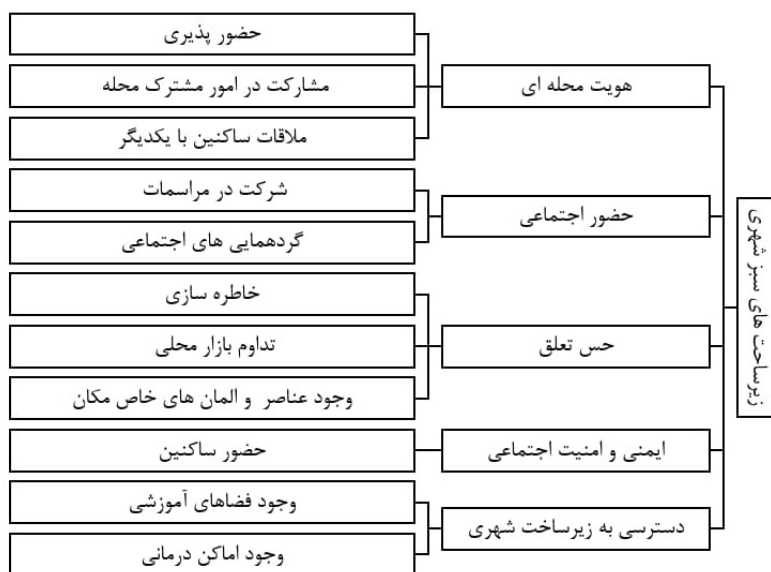 زیرساحت های سبز شهری
هویت محله ای
حضور پذیری
مشارکت در امور مشترک محله
ملاقات ساکنین با یکدیگر
حضور اجتماعی
شرکت در مراسمات
گردهمایی های اجتماعی
حس تعلق
خاطره سازی
تداوم بازار محلی
وجود عناصر و المان های خاص مکان
ایمنی و امنیت اجتماعی
حضور ساکنین
دسترسی به زیرساخت شهری
وجود فضاهای آموزشی
وجود اماکن درمانی